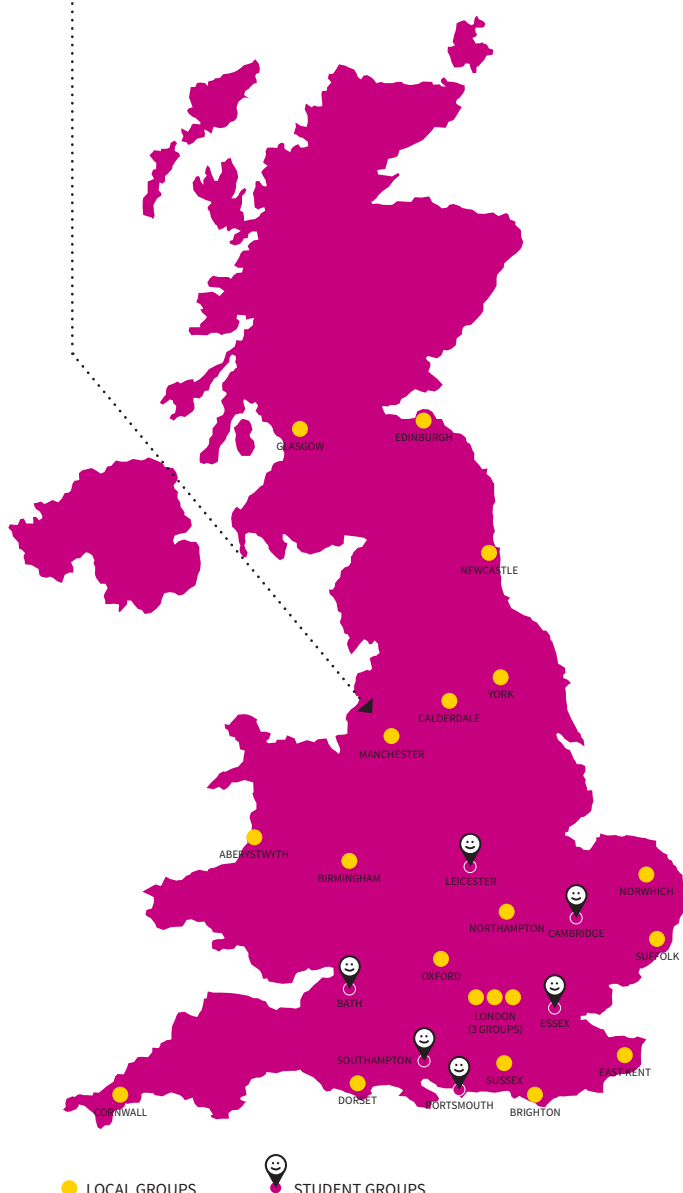 GLASGOW
EDINBURGH
NEWCASTLE
YORK
CALDERDALE
MANCHESTER
ABERYSTWYTH
BIRMINGHAM
LEICESTER
NORWHICH
NORTHAMPTON
CAMBRIDGE
SUFFOLK
OXFORD
BATH
LONDON
(3 GROUPS)
ESSEX
SOUTHAMPTON
SUSSEX
EAST KENT
DORSET
PORTSMOUTH
BRIGHTON
CORNWALL
LOCAL GROUPS
STUDENT GROUPS